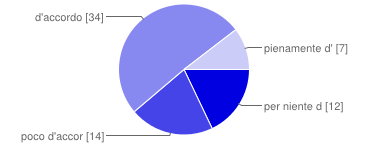 d'accordo [34]
pienamente d' [7]
per niente d [12]
poco d'accor [14]